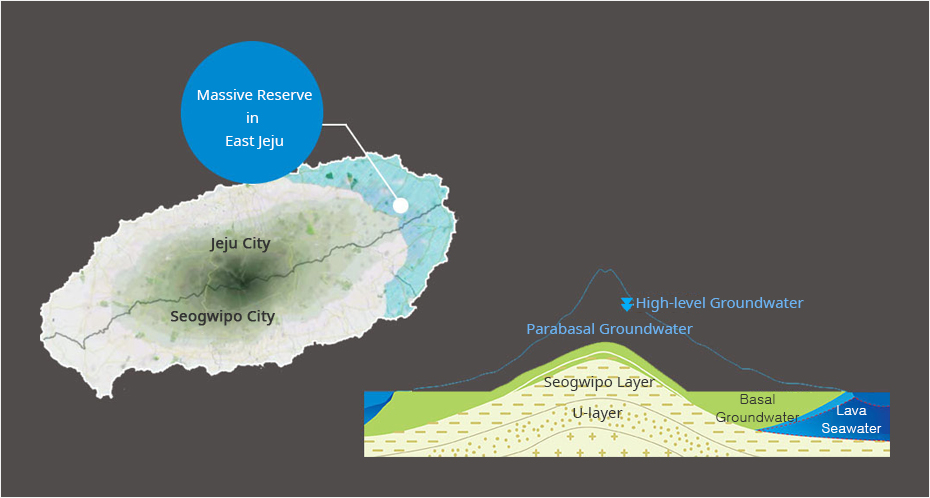 Massive Reserve
in
East Jeju
Jeju City
Seogwipo City
High-level Groundwater
Parabasal Groundwater
Seogwipo Layer
U-layer
Basal
Groundwater
Lava
Seawater